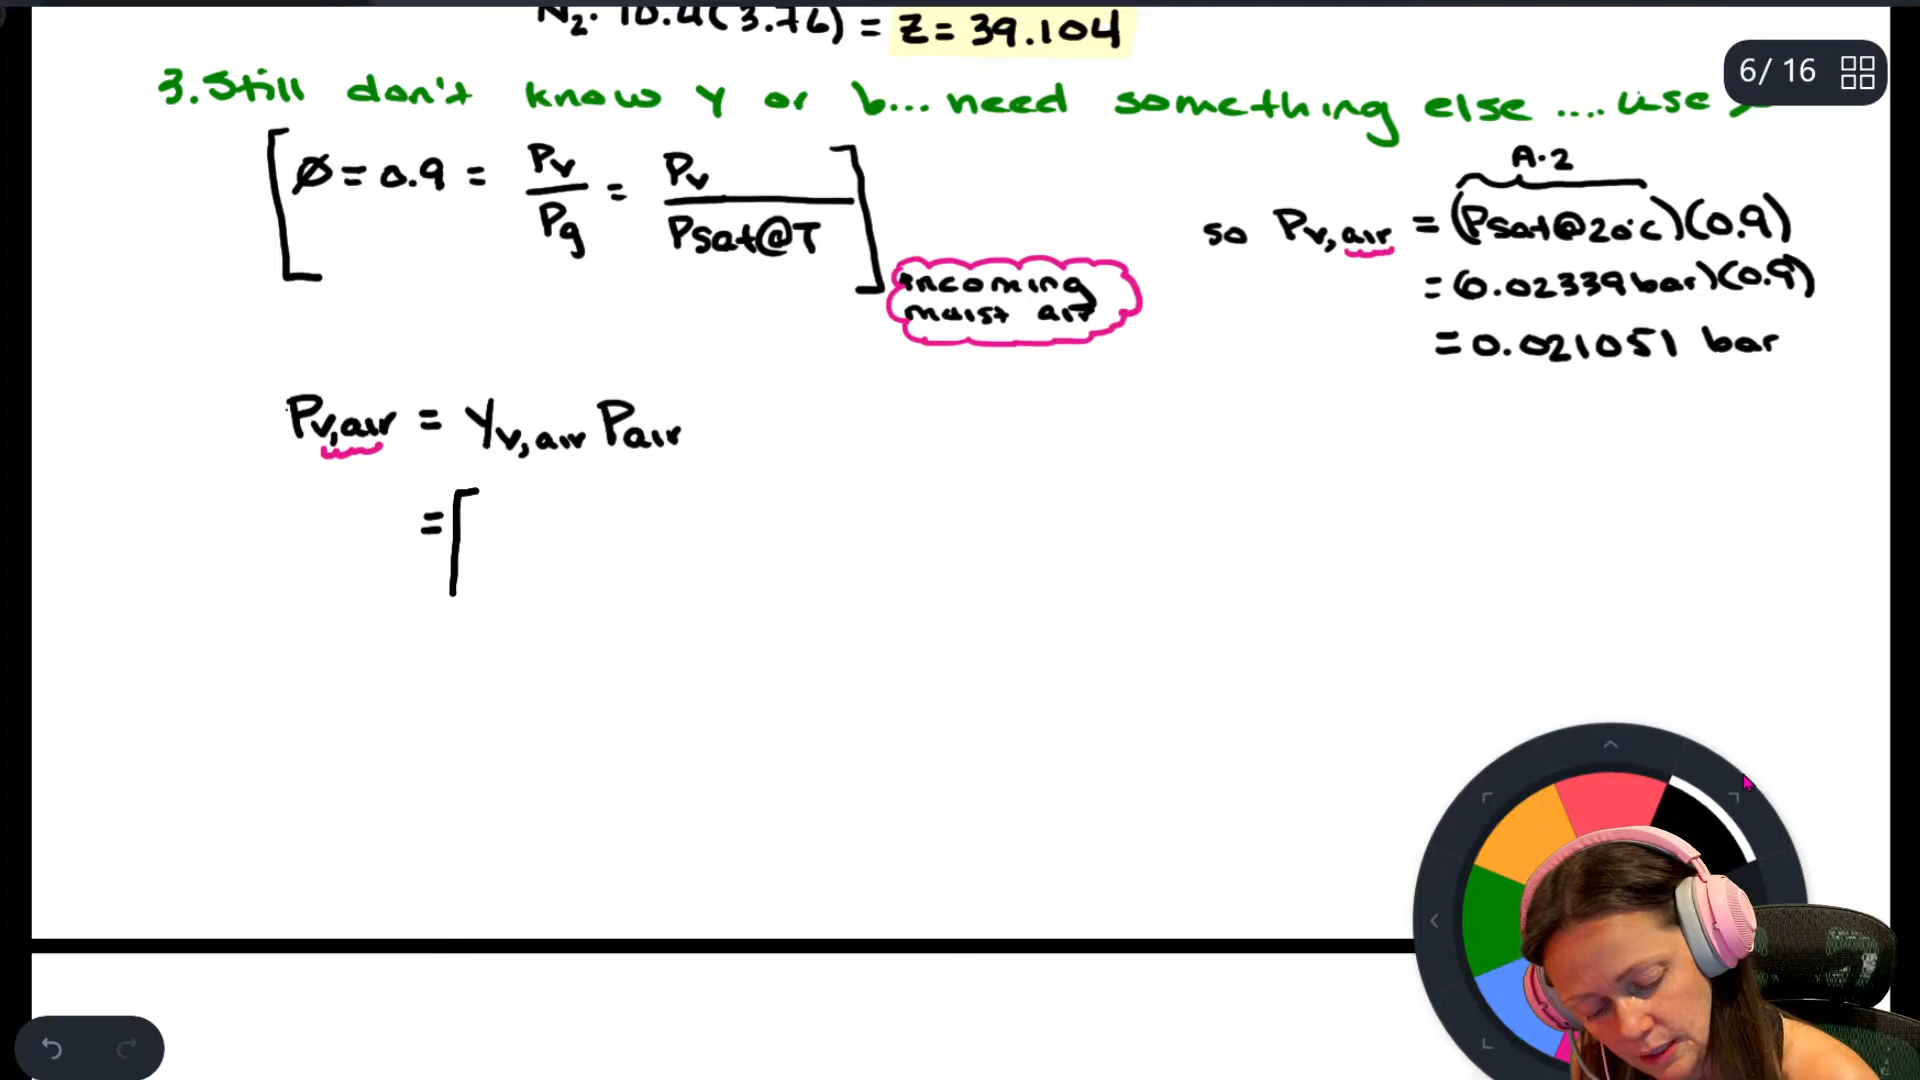 N2: 10.4(3.76) = Z = 39.104
6/ 16
3. Still don't know y or b... need something else .... use
[ Ø = 0.9 = Pv/Pg = Pv/Psat@T ]
A-2
so Pv,air = (Psat@20°C)(0.9)
incoming
moist air
= (0.02339 bar)(0.9)
= 0.021051 bar
Pv,air = yv,air Pair
= [